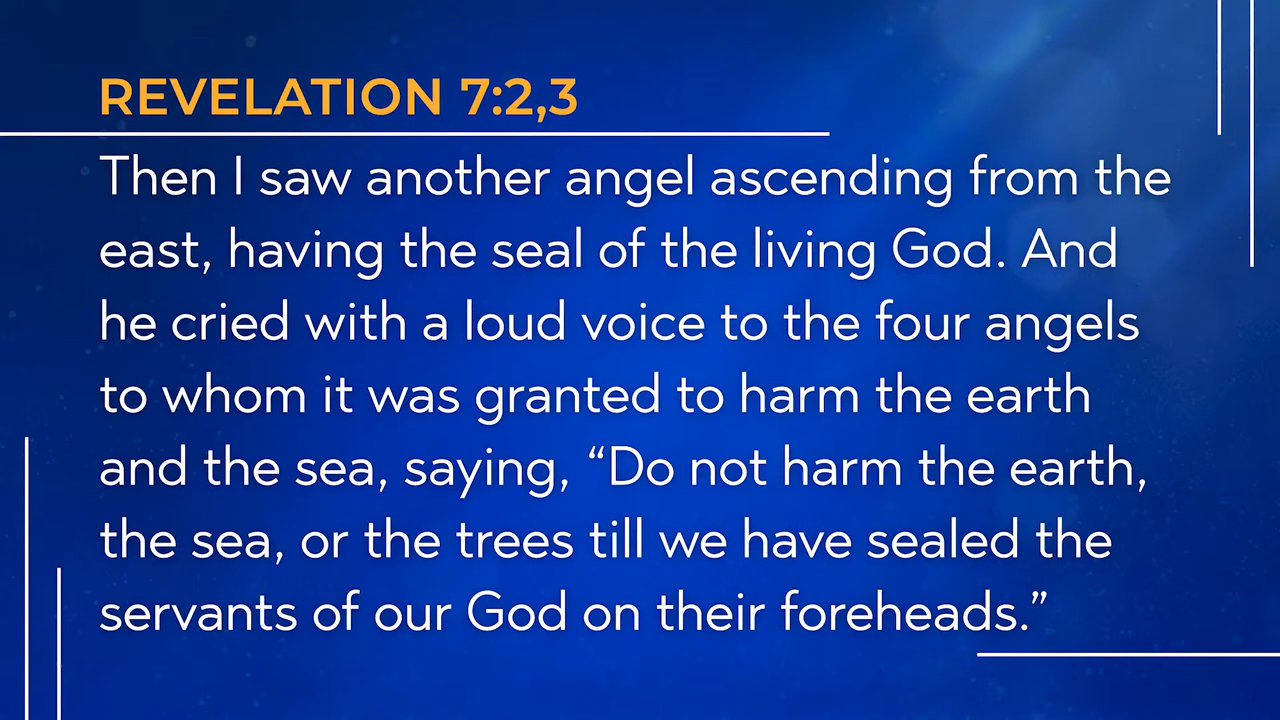 REVELATION 7:2,3
Then I saw another angel ascending from the
east, having the seal of the living God. And
he cried with a loud voice to the four angels
to whom it was granted to harm the earth
and the sea, saying, “Do not harm the earth,
the sea, or the trees till we have sealed the
servants of our God on their foreheads.”